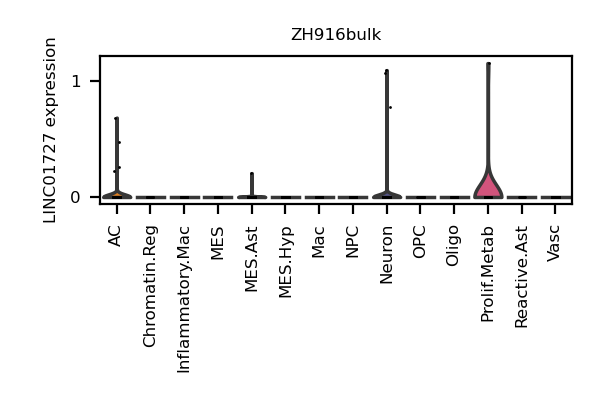 ZH916bulk
LINC01727 expression
1
0
AC
Chromatin.Reg
Inflammatory.Mac
MES
MES.Ast
MES.Hyp
Mac
NPC
Neuron
OPC
Oligo
Prolif.Metab
Reactive.Ast
Vasc